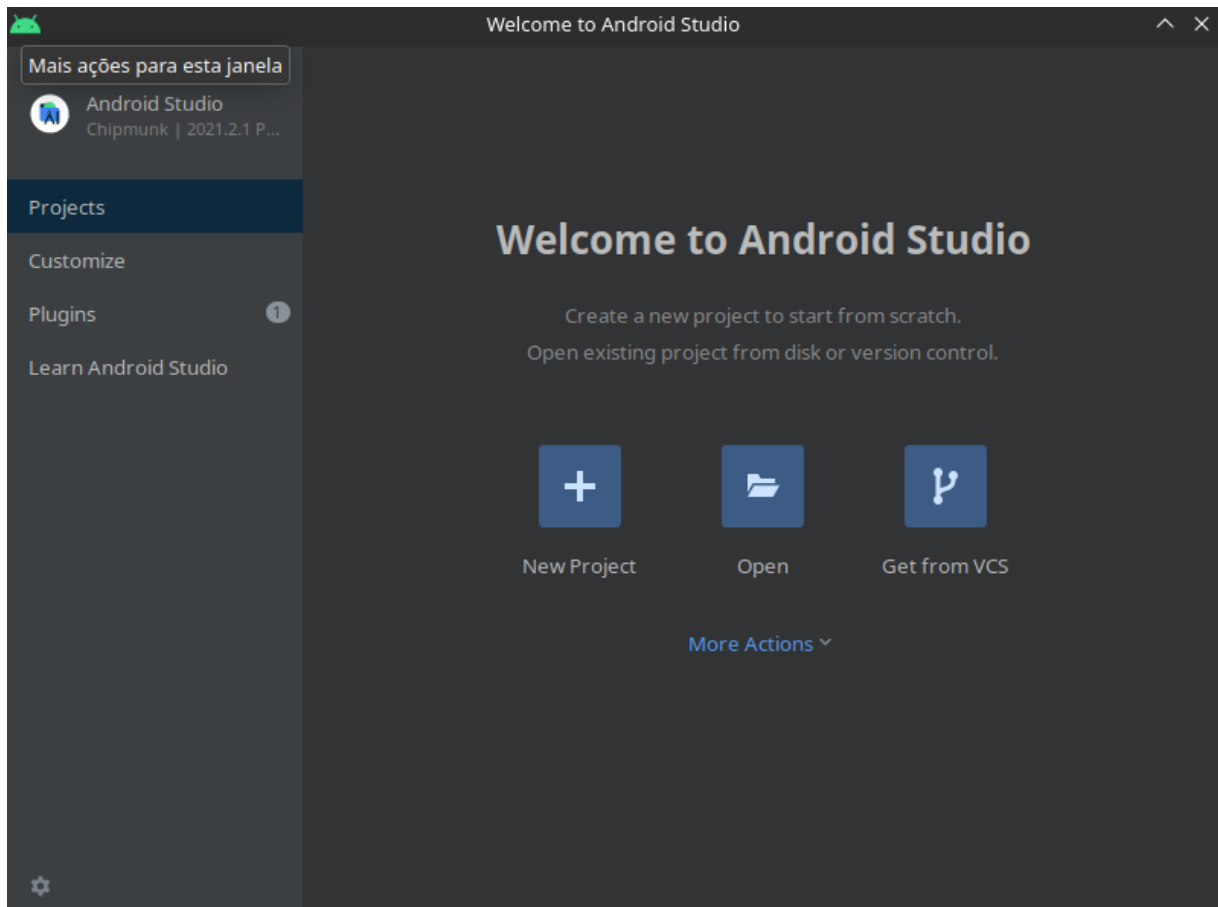 Welcome to Android Studio
Mais ações para esta janela
Android Studio
Chipmunk | 2021.2.1 P...
Projects
Customize
Plugins 1
Learn Android Studio
Welcome to Android Studio
Create a new project to start from scratch.
Open existing project from disk or version control.
New Project Open Get from VCS
More Actions